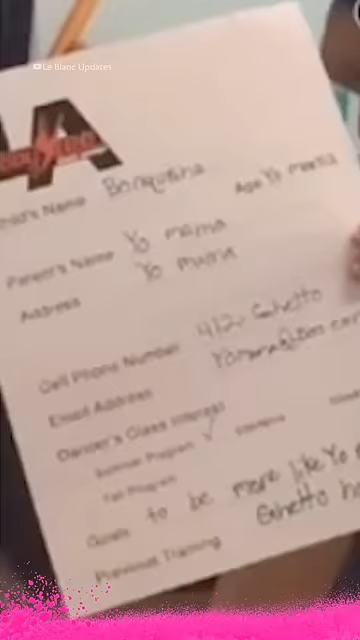 Le Blanc Updates
Child's Name Bonquisha Age Yo mama
Parent's Name Yo mama
Address Yo mama
Cell Phone Number 412- Ghetto
Email Address
Dancer's Class Interest
Summer Program ✓
Fall Program
Goals to be more like Yo
Previous Training Ghetto